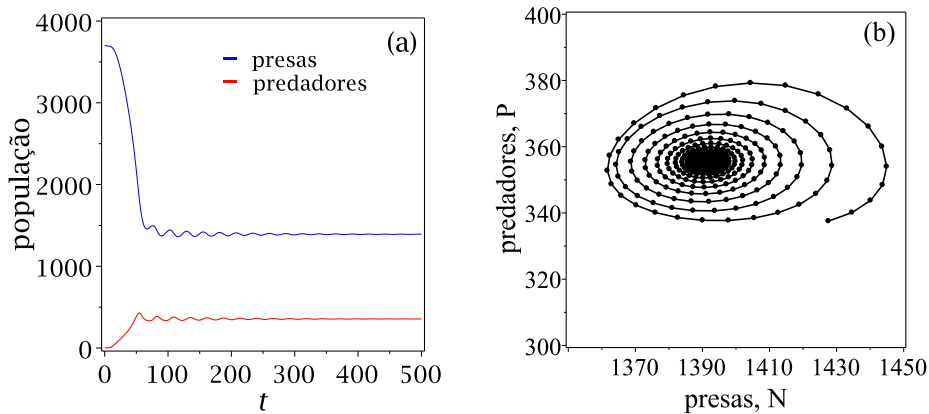 (a)
presas
predadores
população
4000
3000
2000
1000
0
0 100 200 300 400 500
t
(b)
predadores, P
400
380
360
340
320
300
1370 1390 1410 1430 1450
presas, N